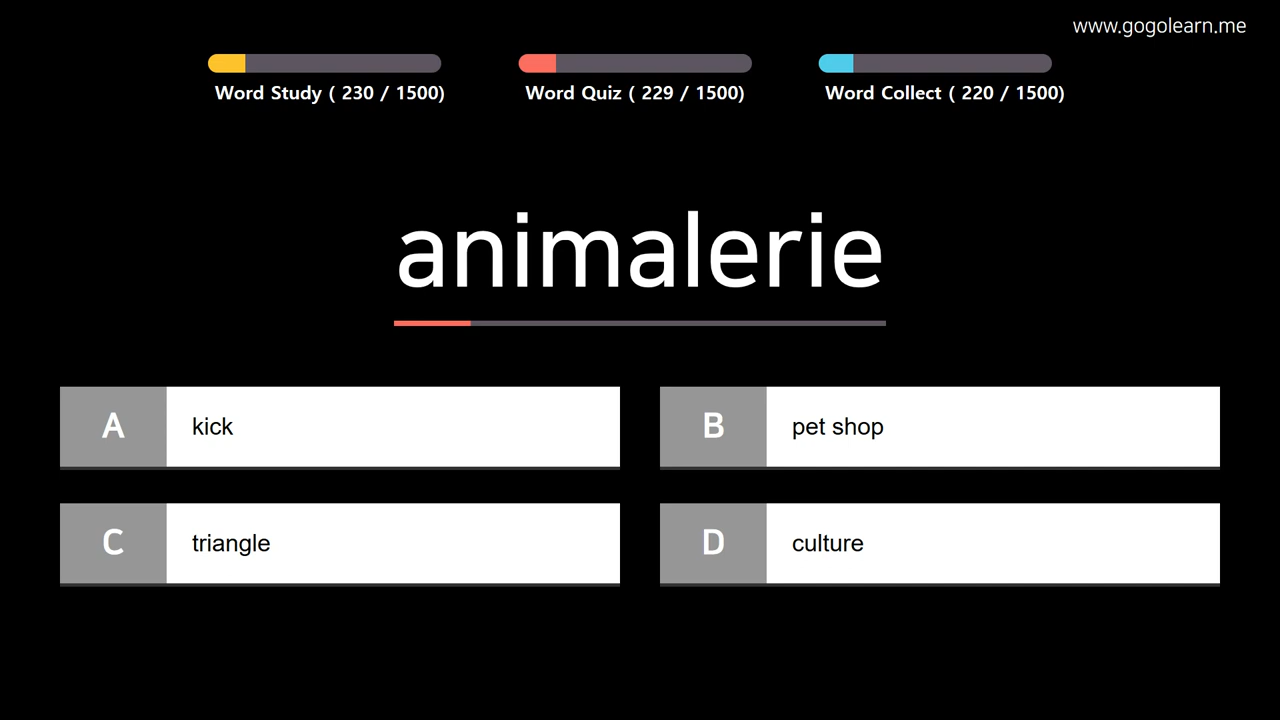 www.gogolearn.me
Word Study ( 230 / 1500)
Word Quiz ( 229 / 1500)
Word Collect ( 220 / 1500)
animalerie
A kick
B pet shop
C triangle
D culture